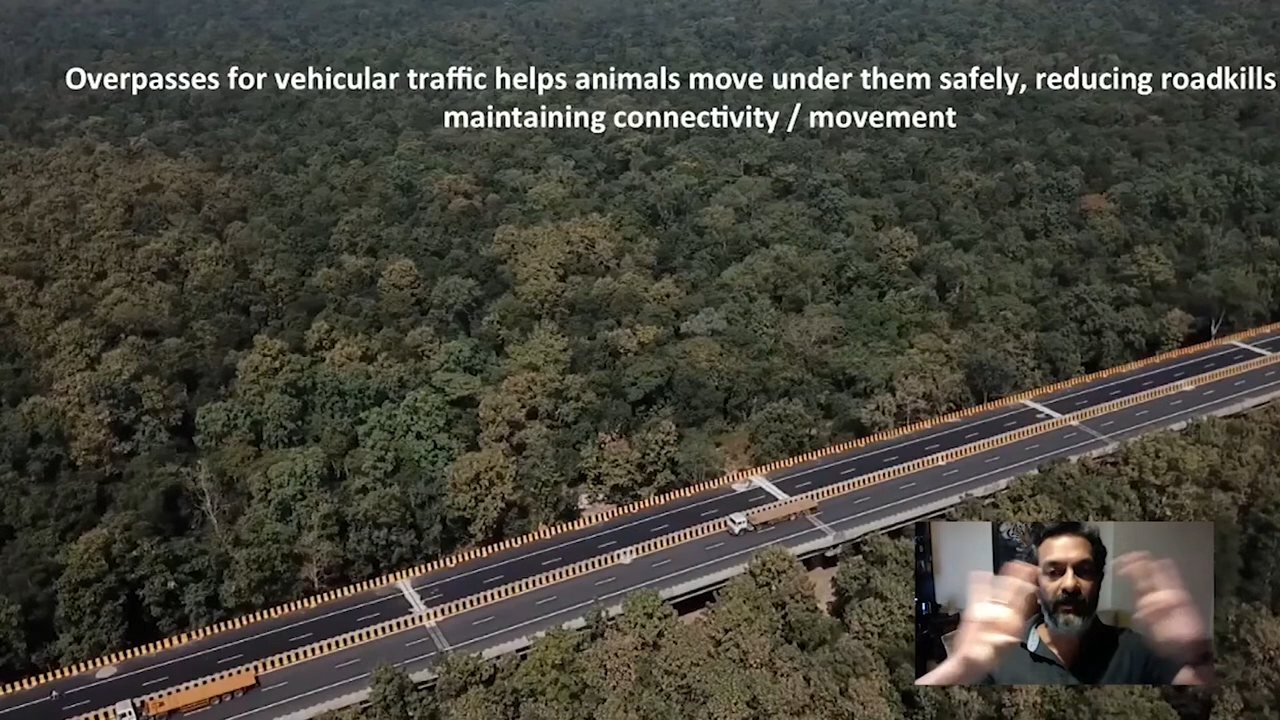 Overpasses for vehicular traffic helps animals move under them safely, reducing roadkills
maintaining connectivity / movement